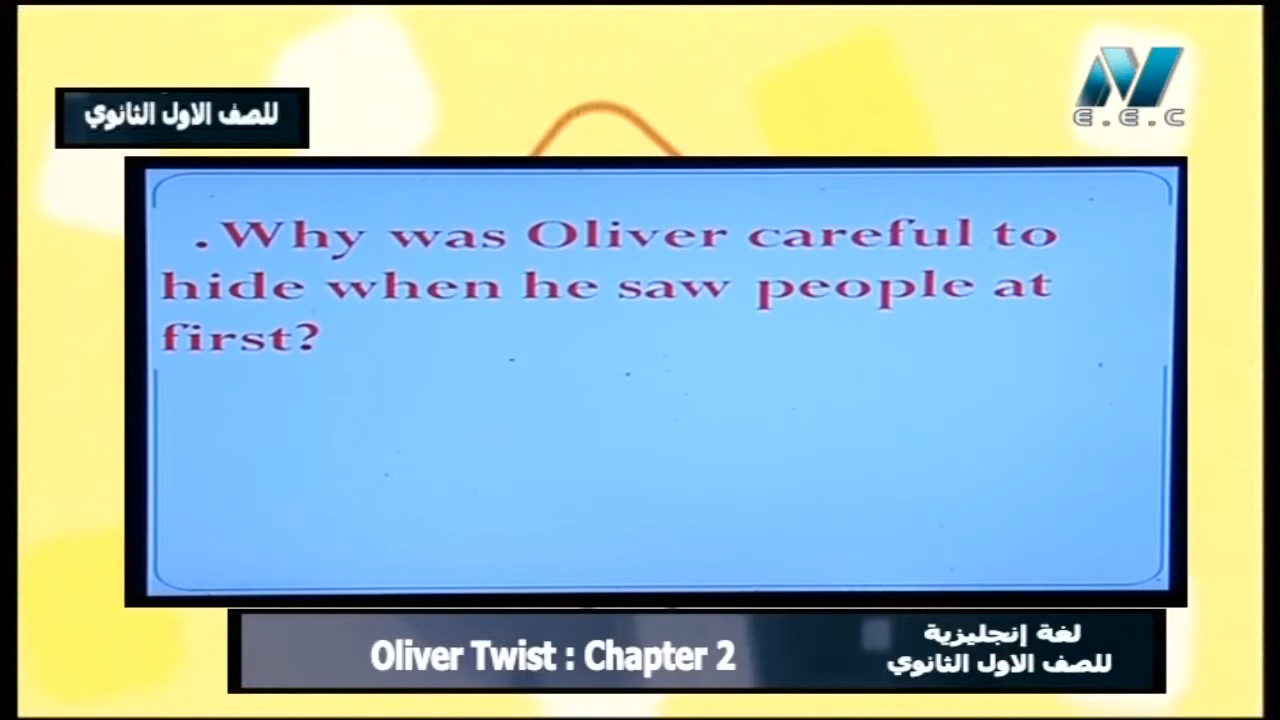 للصف الاول الثانوي
E.E.C
.Why was Oliver careful to
hide when he saw people at
first?
Oliver Twist : Chapter 2
لغة إنجليزية
للصف الاول الثانوي